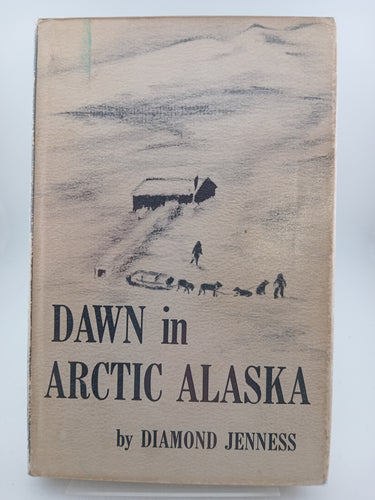 DAWN in
ARCTIC ALASKA
by DIAMOND JENNESS